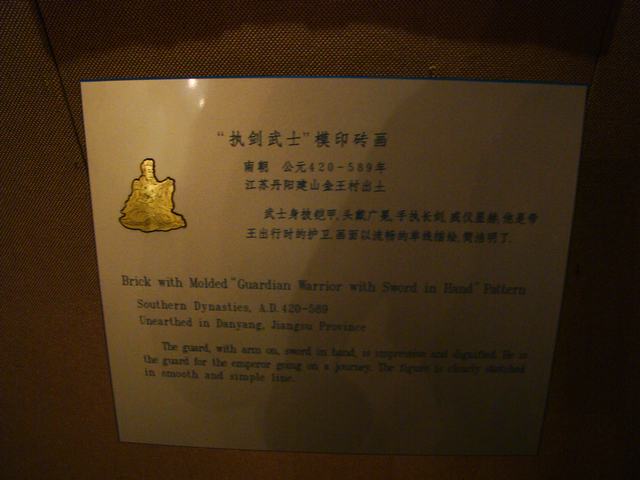 “执剑武士”模印砖画
南朝 公元420-589年
江苏丹阳建山金王村出土
武士身披铠甲,头戴广冕,手执长剑,威仪显赫,他是帝
王出行时的护卫.画面以流畅的单线描绘,简洁明了.
Brick with Molded "Guardian Warrior with Sword in Hand" Pattern
Southern Dynasties, A.D. 420-589
Unearthed in Danyang, Jiangsu Province
The guard, with arm on, sword in hand, is impressive and dignified. He is
the guard for the emperor going on a journey. The figure is clearly sketched
in smooth and simple line.